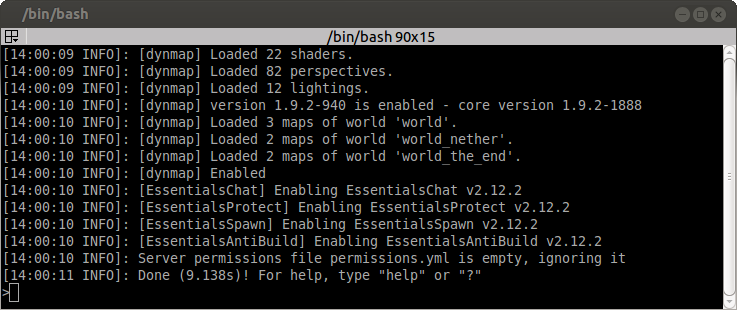 /bin/bash
/bin/bash 90x15
[14:00:09 INFO]: [dynmap] Loaded 22 shaders.
[14:00:09 INFO]: [dynmap] Loaded 82 perspectives.
[14:00:09 INFO]: [dynmap] Loaded 12 lightings.
[14:00:10 INFO]: [dynmap] version 1.9.2-940 is enabled - core version 1.9.2-1888
[14:00:10 INFO]: [dynmap] Loaded 3 maps of world 'world'.
[14:00:10 INFO]: [dynmap] Loaded 2 maps of world 'world_nether'.
[14:00:10 INFO]: [dynmap] Loaded 2 maps of world 'world_the_end'.
[14:00:10 INFO]: [dynmap] Enabled
[14:00:10 INFO]: [EssentialsChat] Enabling EssentialsChat v2.12.2
[14:00:10 INFO]: [EssentialsProtect] Enabling EssentialsProtect v2.12.2
[14:00:10 INFO]: [EssentialsSpawn] Enabling EssentialsSpawn v2.12.2
[14:00:10 INFO]: [EssentialsAntiBuild] Enabling EssentialsAntiBuild v2.12.2
[14:00:10 INFO]: Server permissions file permissions.yml is empty, ignoring it
[14:00:11 INFO]: Done (9.138s)! For help, type "help" or "?"
>